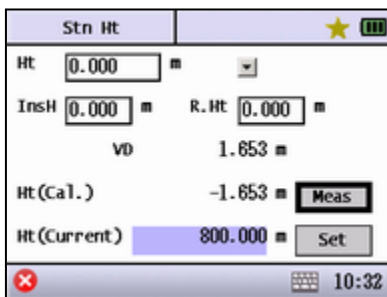 Stn Ht
Ht 0.000 m
InsH 0.000 m R.Ht 0.000 m
VD 1.653 m
Ht(Cal.) -1.653 m Meas
Ht(Current) 800.000 m Set
10:32